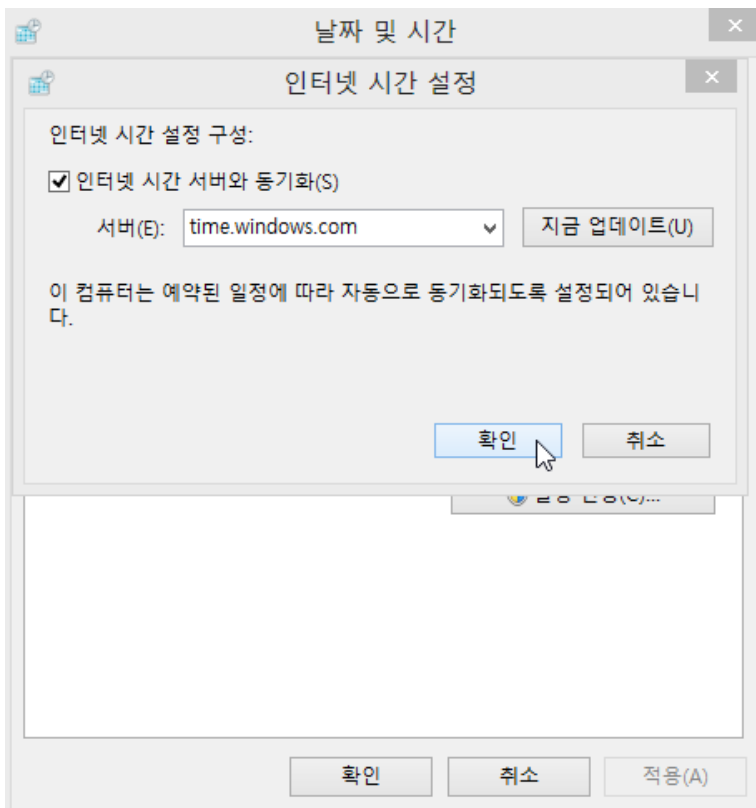 날짜 및 시간
인터넷 시간 설정
인터넷 시간 설정 구성:
인터넷 시간 서버와 동기화(S)
서버(E): time.windows.com 지금 업데이트(U)
이 컴퓨터는 예약된 일정에 따라 자동으로 동기화되도록 설정되어 있습니
다.
확인 취소
확인 취소 적용(A)